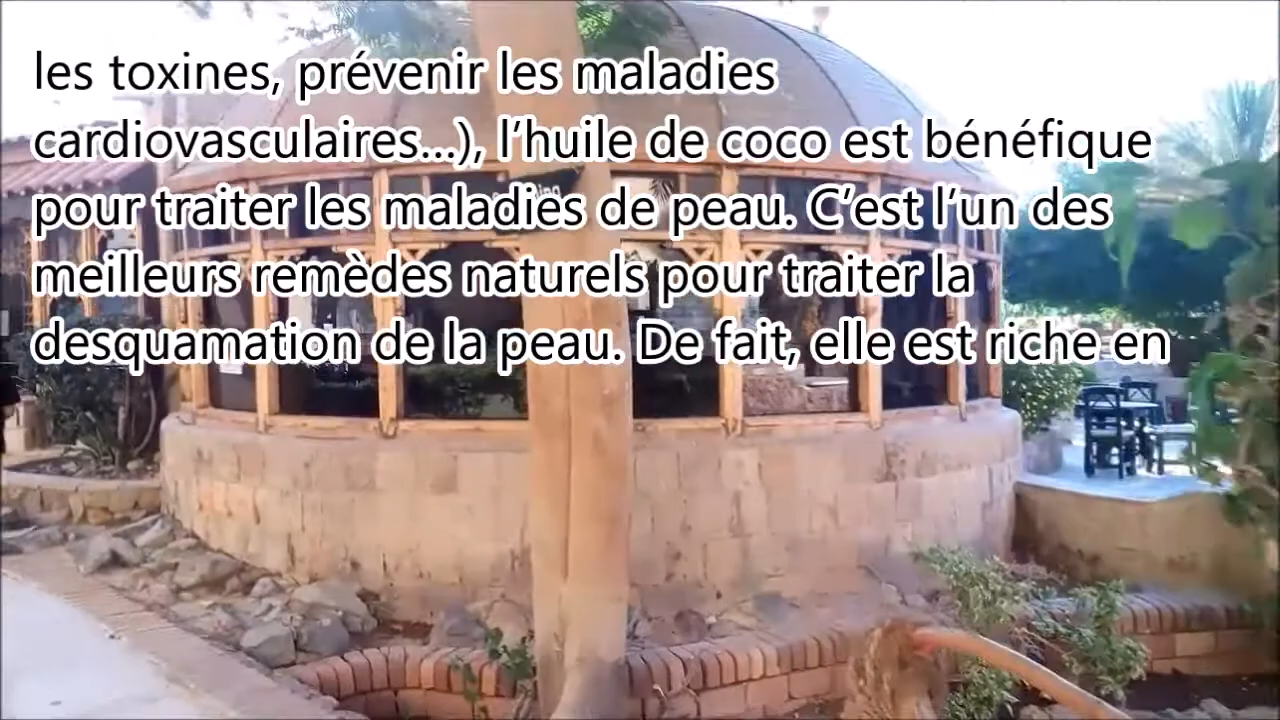 les toxines, prévenir les maladies
cardiovasculaires...), l’huile de coco est bénéfique
pour traiter les maladies de peau. C’est l’un des
meilleurs remèdes naturels pour traiter la
desquamation de la peau. De fait, elle est riche en